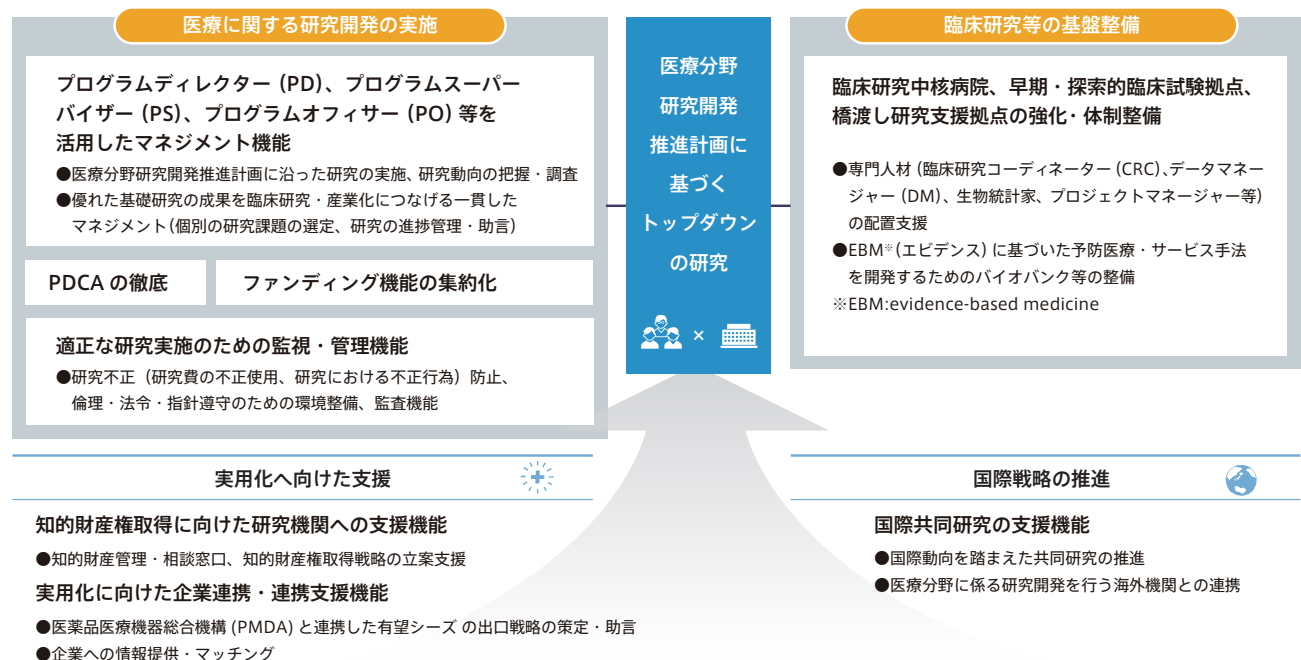 医療に関する研究開発の実施
プログラムディレクター (PD)、プログラムスーパー
バイザー (PS)、プログラムオフィサー (PO) 等を
活用したマネジメント機能
●医療分野研究開発推進計画に沿った研究の実施、研究動向の把握・調査
●優れた基礎研究の成果を臨床研究・産業化につなげる一貫した
マネジメント(個別の研究課題の選定、研究の進捗管理・助言)
PDCA の徹底
ファンディング機能の集約化
適正な研究実施のための監視・管理機能
●研究不正（研究費の不正使用、研究における不正行為）防止、
倫理・法令・指針遵守のための環境整備、監査機能
医療分野
研究開発
推進計画に
基づく
トップダウン
の研究
×
臨床研究等の基盤整備
臨床研究中核病院、早期・探索的臨床試験拠点、
橋渡し研究支援拠点の強化・体制整備
●専門人材 (臨床研究コーディネーター (CRC)、データマネー
ジャー (DM)、生物統計家、プロジェクトマネージャー等)
の配置支援
●EBM※(エビデンス) に基づいた予防医療・サービス手法
を開発するためのバイオバンク等の整備
※EBM:evidence-based medicine
実用化へ向けた支援
知的財産権取得に向けた研究機関への支援機能
●知的財産管理・相談窓口、知的財産権取得戦略の立案支援
実用化に向けた企業連携・連携支援機能
●医薬品医療機器総合機構 (PMDA) と連携した有望シーズ の出口戦略の策定・助言
●企業への情報提供・マッチング
国際戦略の推進
国際共同研究の支援機能
●国際動向を踏まえた共同研究の推進
●医療分野に係る研究開発を行う海外機関との連携